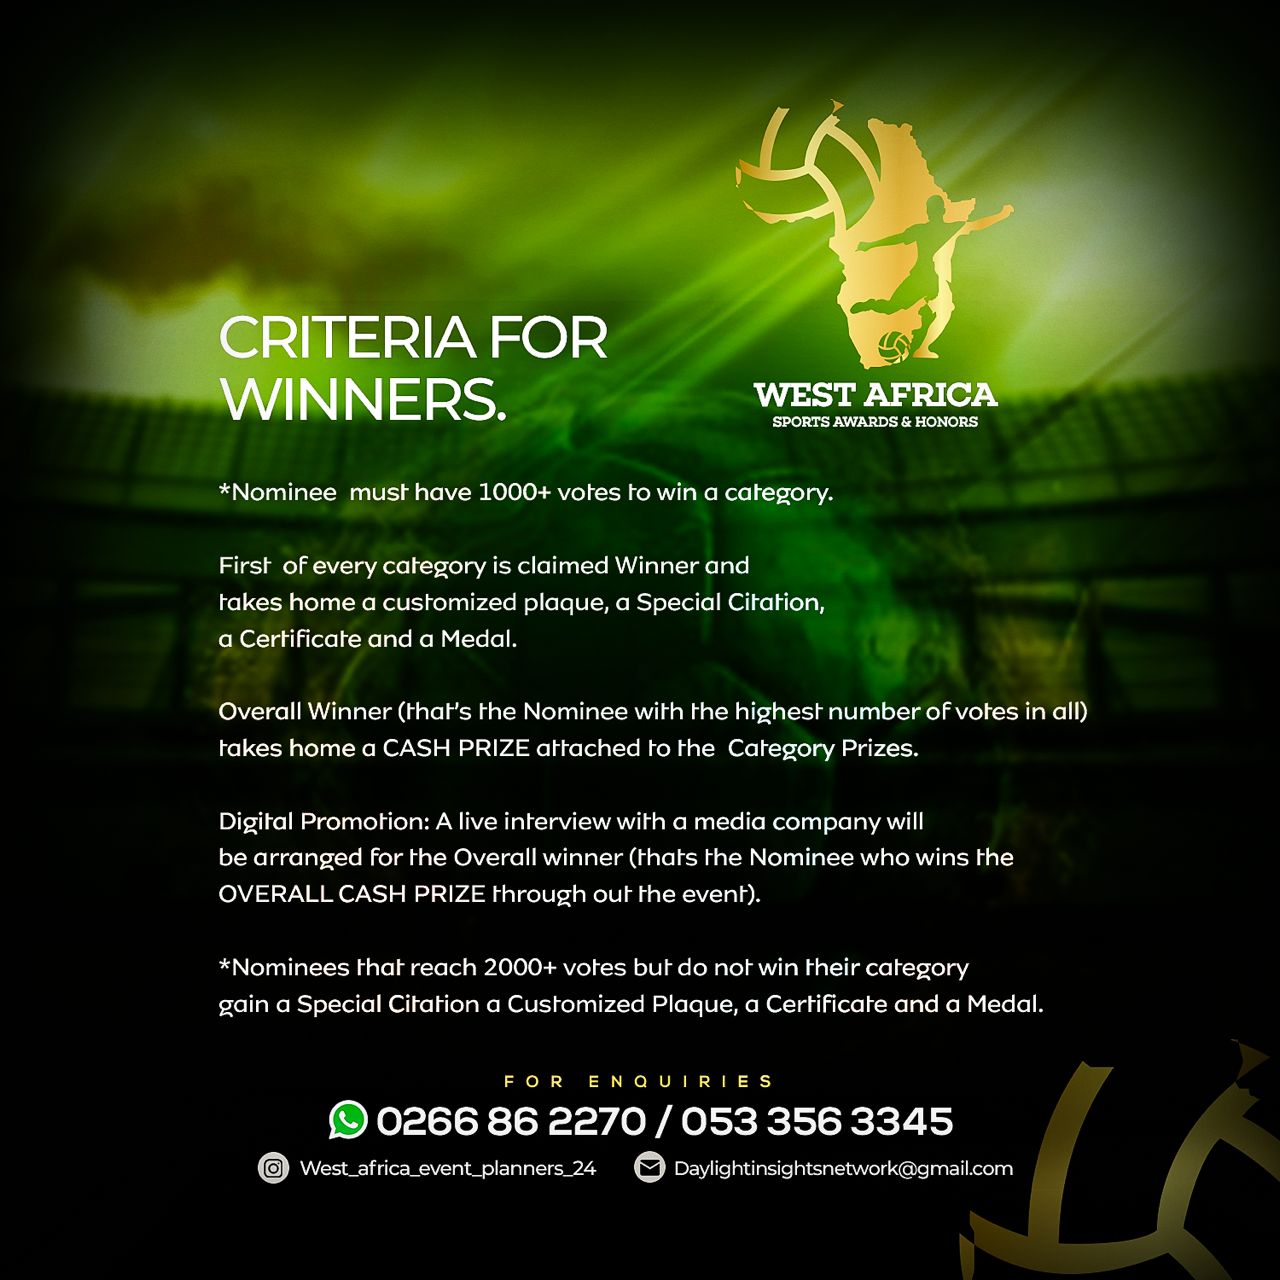 CRITERIA FOR
WINNERS.
WEST AFRICA
SPORTS AWARDS & HONORS
*Nominee must have 1000+ votes to win a category.
First of every category is claimed Winner and
takes home a customized plaque, a Special Citation,
a Certificate and a Medal.
Overall Winner (that's the Nominee with the highest number of votes in all)
takes home a CASH PRIZE attached to the Category Prizes.
Digital Promotion: A live interview with a media company will
be arranged for the Overall winner (thats the Nominee who wins the
OVERALL CASH PRIZE through out the event).
*Nominees that reach 2000+ votes but do not win their category
gain a Special Citation a Customized Plaque, a Certificate and a Medal.
FOR ENQUIRIES
0266 86 2270 / 053 356 3345
West_africa_event_planners_24
Daylightinsightsnetwork@gmail.com